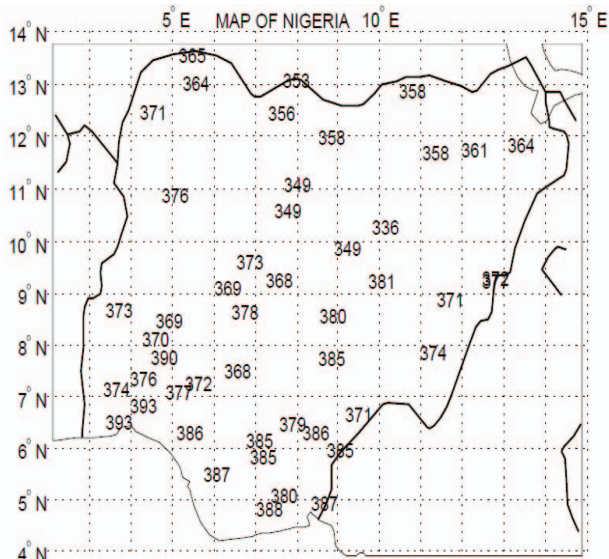 5° E MAP OF NIGERIA 10° E 15° E
14° N
365
13° N 364 353 358
371 356
12° N 358 358 361 364
11° N 376 349
349 336
10° N 349
373 368 381
9° N 369 371
373 369 378 380
8° N 370
390 385 374
376 372 368
7° N 374 377
393 379 371
393 386 385 386
6° N 385 385
387
5° N 380 387
388
4° N